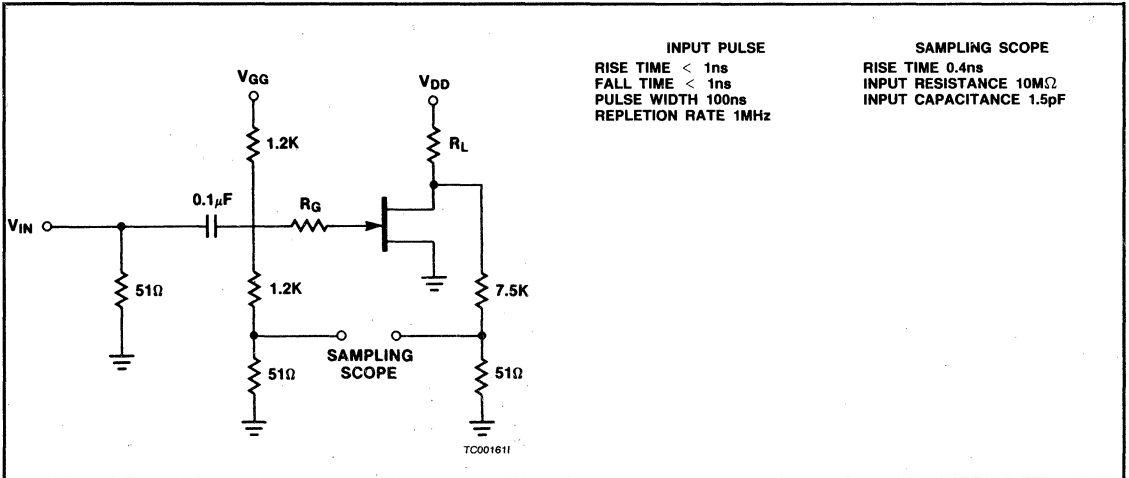 INPUT PULSE
RISE TIME < 1ns
FALL TIME < 1ns
PULSE WIDTH 100ns
REPLETION RATE 1MHz
SAMPLING SCOPE
RISE TIME 0.4ns
INPUT RESISTANCE 10MΩ
INPUT CAPACITANCE 1.5pF
VGG
VDD
1.2K
RL
0.1μF
RG
VIN
51Ω
1.2K
7.5K
SAMPLING
SCOPE
51Ω
51Ω
TC00161I